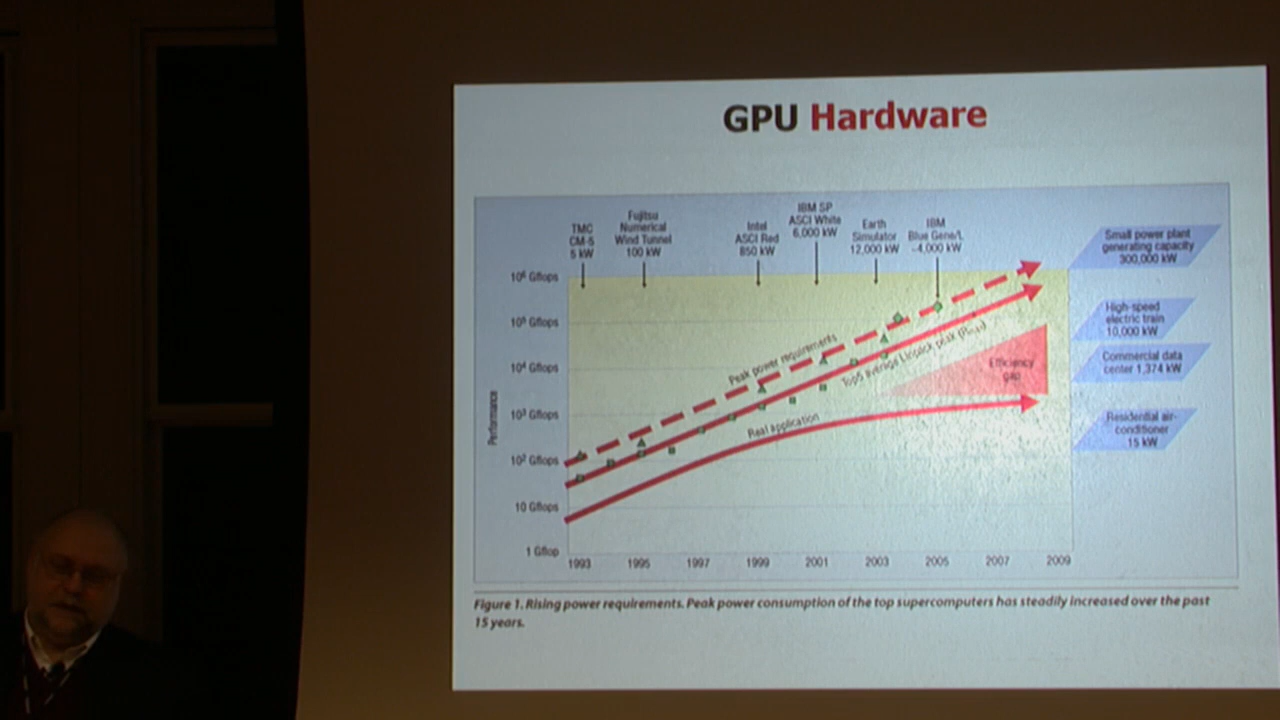 GPU Hardware
TMC
CM-5
5 kW
Fujitsu
Numerical
Wind Tunnel
100 kW
Intel
ASCI Red
850 kW
IBM SP
ASCI White
6,000 kW
Earth
Simulator
12,000 kW
IBM
Blue Gene/L
~4,000 kW
Small power plant
generating capacity
300,000 kW
High-speed
electric train
10,000 kW
Commercial data
center 1,374 kW
Residential air-
conditioner
15 kW
10⁶ Gflops
10⁵ Gflops
10⁴ Gflops
10³ Gflops
10² Gflops
10 Gflops
1 Gflop
Performance
Peak power requirements
Top5 average Linpack peak (Rmax)
Real application
Efficiency
gap
1993 1995 1997 1999 2001 2003 2005 2007 2009
Figure 1. Rising power requirements. Peak power consumption of the top supercomputers has steadily increased over the past
15 years.